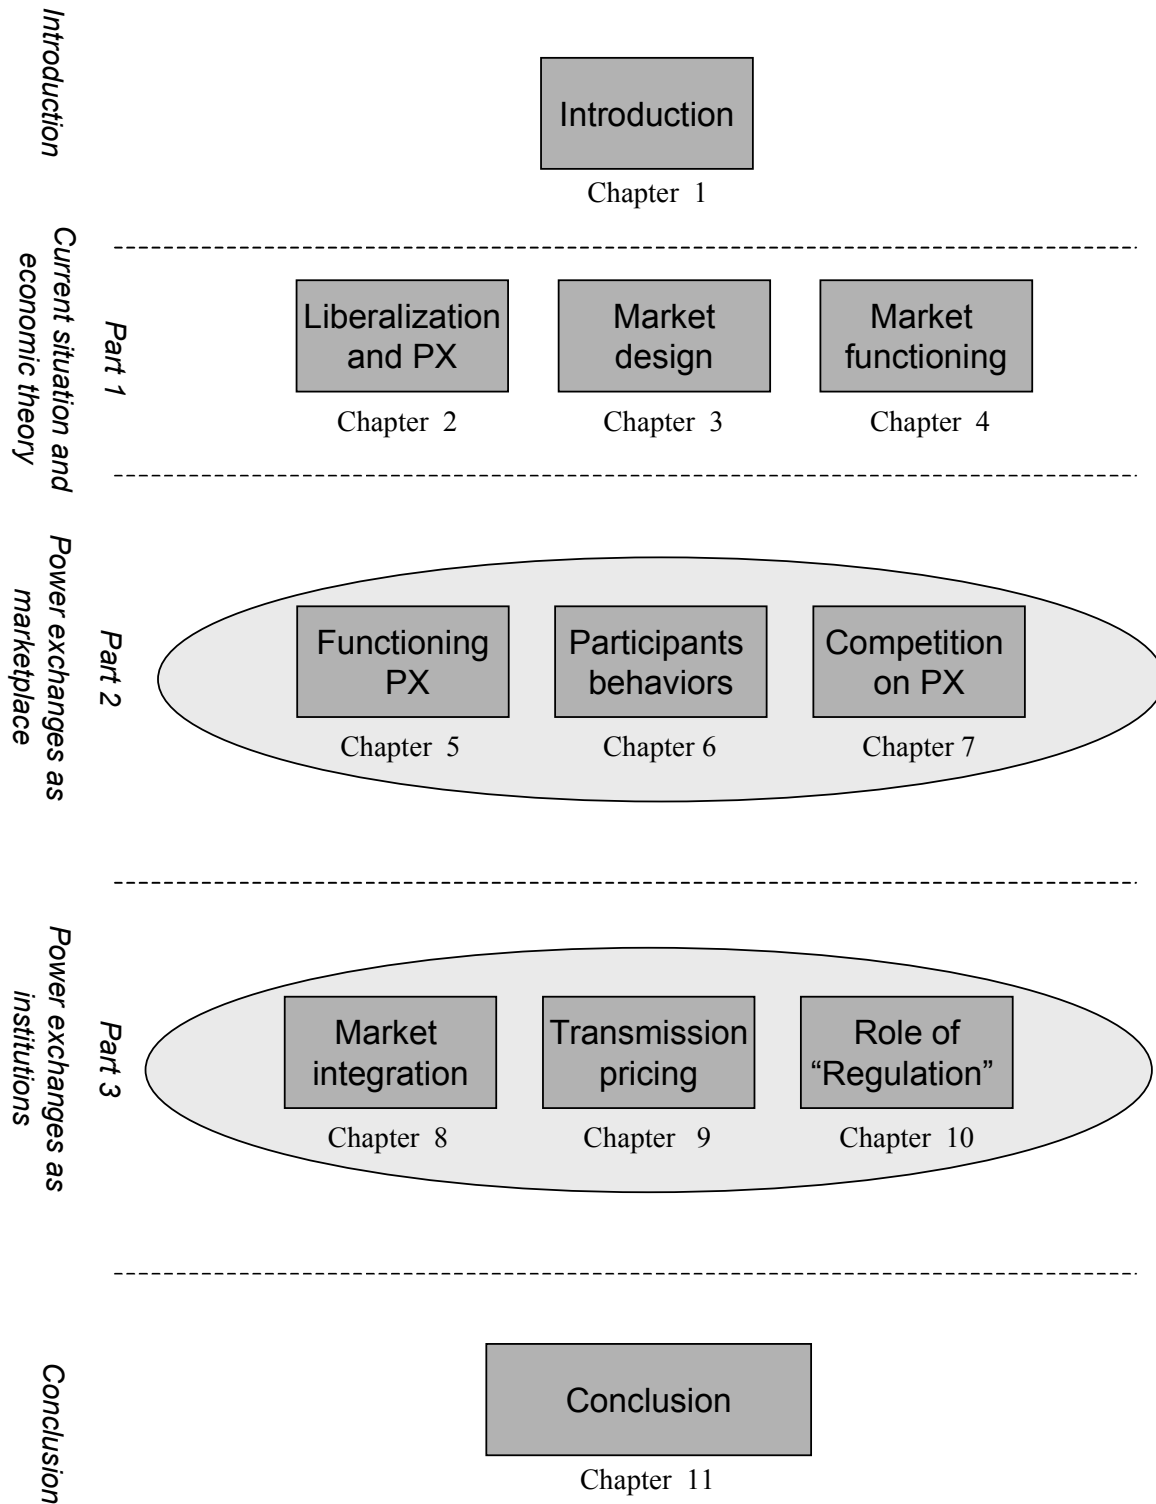 Introduction
Introduction
Chapter 1
Part 1
Current situation and
economic theory
Liberalization
and PX
Chapter 2
Market
design
Chapter 3
Market
functioning
Chapter 4
Part 2
Power exchanges as
marketplace
Functioning
PX
Chapter 5
Participants
behaviors
Chapter 6
Competition
on PX
Chapter 7
Part 3
Power exchanges as
institutions
Market
integration
Chapter 8
Transmission
pricing
Chapter 9
Role of
“Regulation”
Chapter 10
Conclusion
Conclusion
Chapter 11